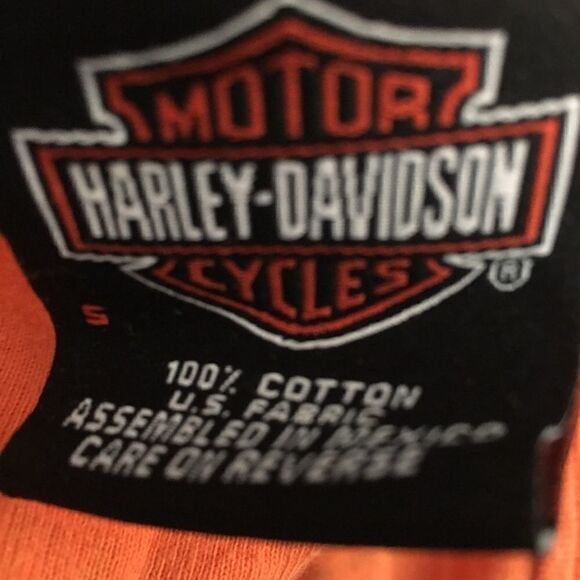 MOTOR
HARLEY-DAVIDSON
CYCLES
®
S
100% COTTON
U.S. FABRIC
ASSEMBLED IN MEXICO
CARE ON REVERSE